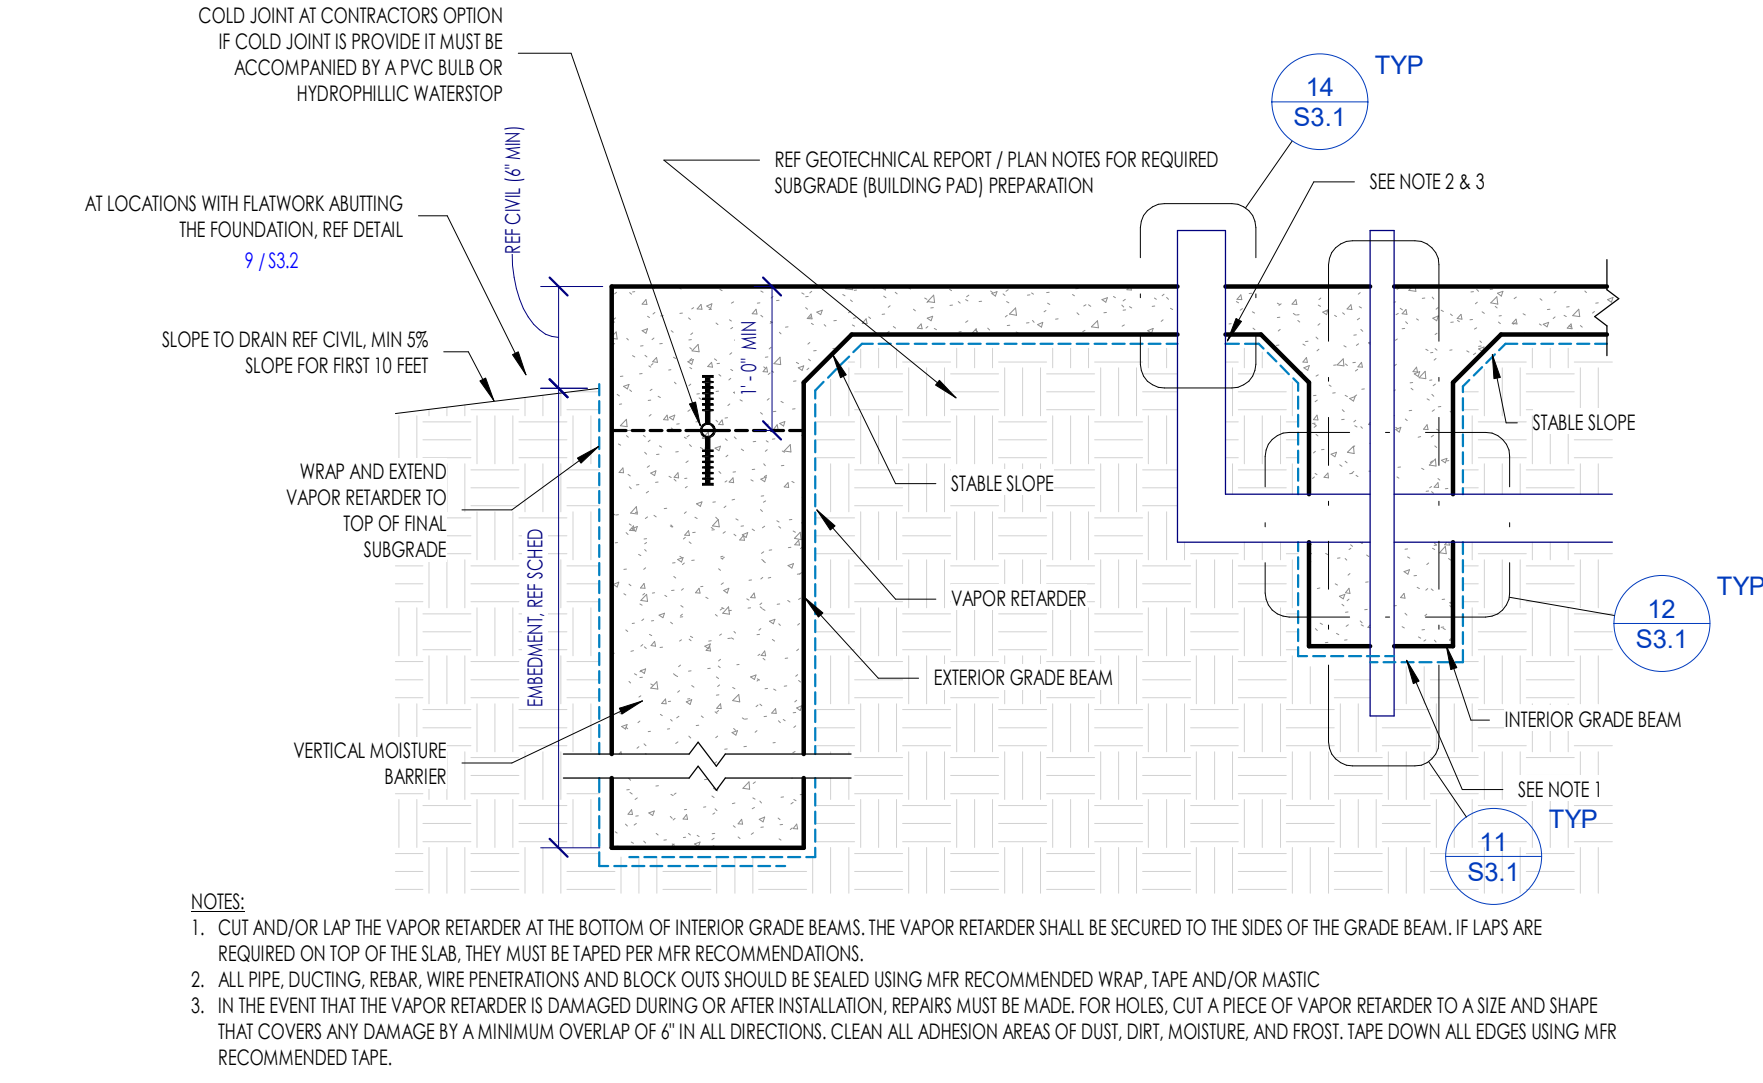 COLD JOINT AT CONTRACTORS OPTION
IF COLD JOINT IS PROVIDE IT MUST BE
ACCOMPANIED BY A PVC BULB OR
HYDROPHILLIC WATERSTOP
REF CIVIL (6" MIN)
AT LOCATIONS WITH FLATWORK ABUTTING
THE FOUNDATION, REF DETAIL
9 / S3.2
SLOPE TO DRAIN REF CIVIL, MIN 5%
SLOPE FOR FIRST 10 FEET
WRAP AND EXTEND
VAPOR RETARDER TO
TOP OF FINAL
SUBGRADE
EMBEDMENT, REF SCHED
VERTICAL MOISTURE
BARRIER
1' - 0" MIN
REF GEOTECHNICAL REPORT / PLAN NOTES FOR REQUIRED
SUBGRADE (BUILDING PAD) PREPARATION
14
S3.1
TYP
SEE NOTE 2 & 3
STABLE SLOPE
STABLE SLOPE
VAPOR RETARDER
EXTERIOR GRADE BEAM
12
S3.1
TYP
INTERIOR GRADE BEAM
SEE NOTE 1
11
S3.1
TYP
NOTES:
1. CUT AND/OR LAP THE VAPOR RETARDER AT THE BOTTOM OF INTERIOR GRADE BEAMS. THE VAPOR RETARDER SHALL BE SECURED TO THE SIDES OF THE GRADE BEAM. IF LAPS ARE
REQUIRED ON TOP OF THE SLAB, THEY MUST BE TAPED PER MFR RECOMMENDATIONS.
2. ALL PIPE, DUCTING, REBAR, WIRE PENETRATIONS AND BLOCK OUTS SHOULD BE SEALED USING MFR RECOMMENDED WRAP, TAPE AND/OR MASTIC
3. IN THE EVENT THAT THE VAPOR RETARDER IS DAMAGED DURING OR AFTER INSTALLATION, REPAIRS MUST BE MADE. FOR HOLES, CUT A PIECE OF VAPOR RETARDER TO A SIZE AND SHAPE
THAT COVERS ANY DAMAGE BY A MINIMUM OVERLAP OF 6" IN ALL DIRECTIONS. CLEAN ALL ADHESION AREAS OF DUST, DIRT, MOISTURE, AND FROST. TAPE DOWN ALL EDGES USING MFR
RECOMMENDED TAPE.